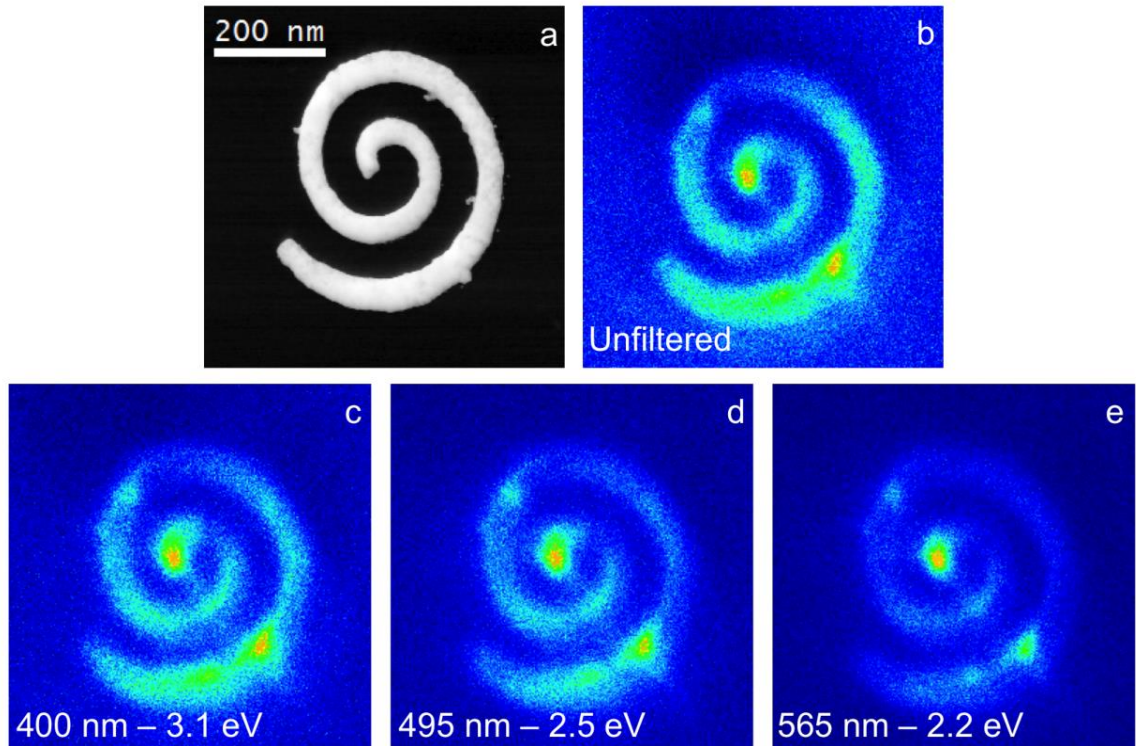 200 nm
a
b
Unfiltered
c
400 nm – 3.1 eV
d
495 nm – 2.5 eV
e
565 nm – 2.2 eV